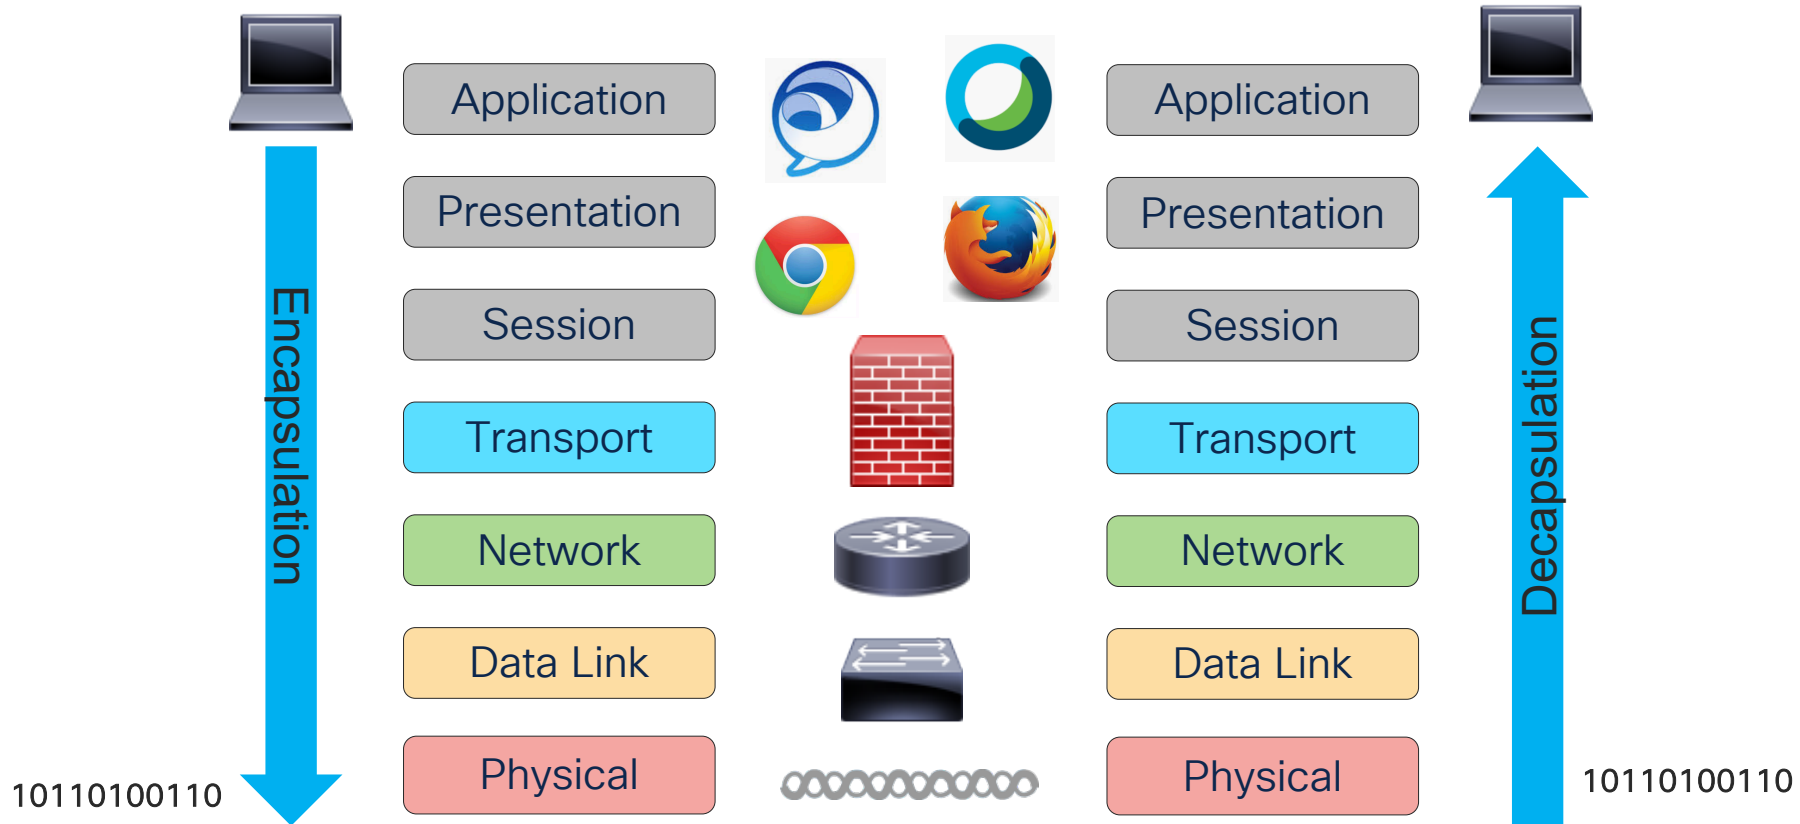 Application
Application
Presentation
Presentation
Session
Session
Encapsulation
Decapsulation
Transport
Transport
Network
Network
Data Link
Data Link
Physical
Physical
10110100110
10110100110